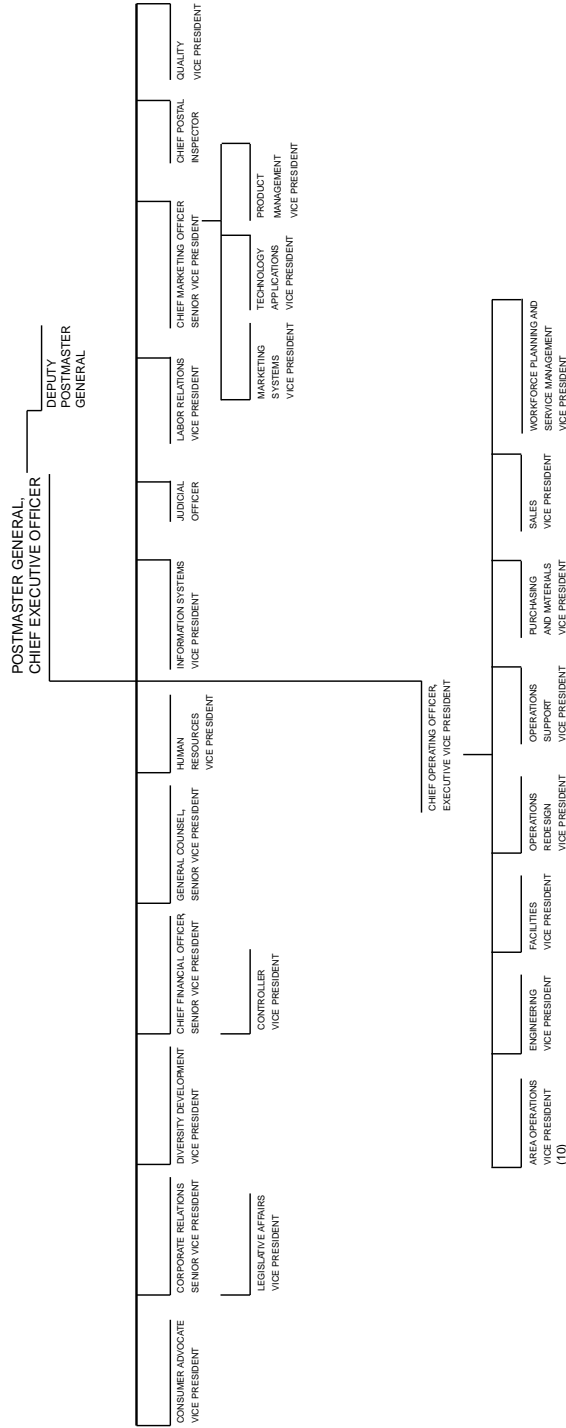 POSTMASTER GENERAL,
CHIEF EXECUTIVE OFFICER
DEPUTY
POSTMASTER
GENERAL
CONSUMER ADVOCATE
VICE PRESIDENT
CORPORATE RELATIONS
SENIOR VICE PRESIDENT
DIVERSITY DEVELOPMENT
VICE PRESIDENT
CHIEF FINANCIAL OFFICER,
SENIOR VICE PRESIDENT
GENERAL COUNSEL,
SENIOR VICE PRESIDENT
HUMAN
RESOURCES
VICE PRESIDENT
INFORMATION SYSTEMS
VICE PRESIDENT
JUDICIAL
OFFICER
LABOR RELATIONS
VICE PRESIDENT
CHIEF MARKETING OFFICER
SENIOR VICE PRESIDENT
CHIEF POSTAL
INSPECTOR
QUALITY
VICE PRESIDENT
LEGISLATIVE AFFAIRS
VICE PRESIDENT
CONTROLLER
VICE PRESIDENT
MARKETING
SYSTEMS
VICE PRESIDENT
TECHNOLOGY
APPLICATIONS
VICE PRESIDENT
PRODUCT
MANAGEMENT
VICE PRESIDENT
CHIEF OPERATING OFFICER,
EXECUTIVE VICE PRESIDENT
AREA OPERATIONS
VICE PRESIDENT
(10)
ENGINEERING
VICE PRESIDENT
FACILITIES
VICE PRESIDENT
OPERATIONS
REDESIGN
VICE PRESIDENT
OPERATIONS
SUPPORT
VICE PRESIDENT
PURCHASING
AND MATERIALS
VICE PRESIDENT
SALES
VICE PRESIDENT
WORKFORCE PLANNING AND
SERVICE MANAGEMENT
VICE PRESIDENT